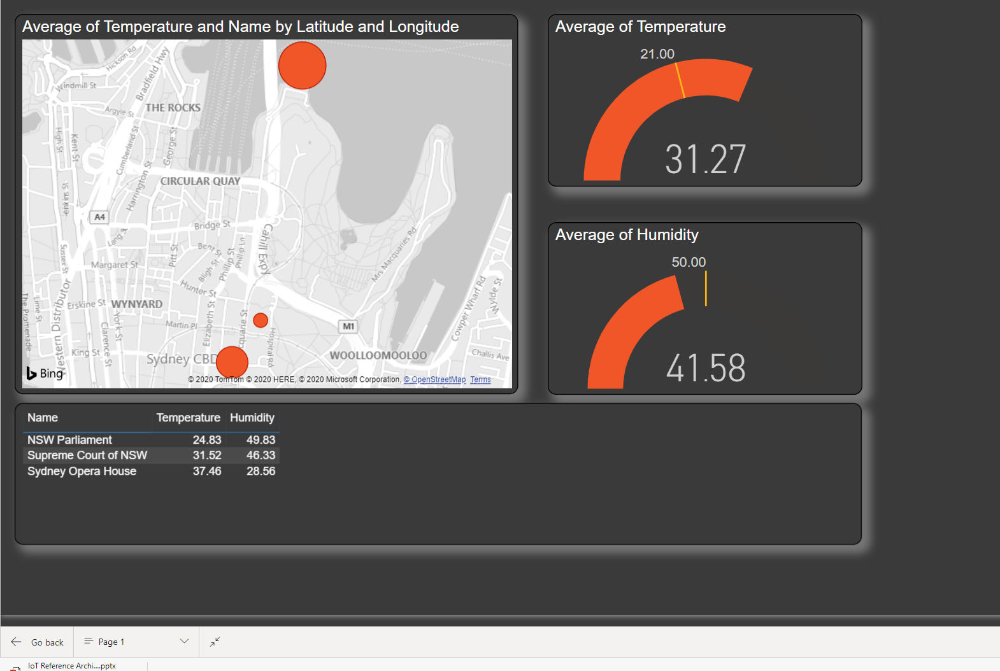 Average of Temperature and Name by Latitude and Longitude
Hickson Rd
Bradfield Hwy
Windmill St
THE ROCKS
Argyle St
High St
Kent St
Cumberland St
George St
Harrington St
CIRCULAR QUAY
A4
Bridge St
Lang St
Cahill Expy
Bent St
Pitt St
Phillip St
Phillip Ln
Bligh St
Margaret St
Sussex St
Mrs Macquaries Rd
Hunter St
Western Distributor
The Promenade
Lime St
Erskine St
WYNYARD
York St
Clarence St
Martin Pl
Elizabeth St
cquarie St
Hospital Rd
M1
Cowper Wharf Rd
Wylde St
King St
Sydney CBD
WOOLLOOMOOLOO
Challis Ave
Bing
© 2020 TomTom © 2020 HERE, © 2020 Microsoft Corporation, © OpenStreetMap Terms
Average of Temperature
21.00
31.27
Average of Humidity
50.00
41.58
Name Temperature Humidity
NSW Parliament 24.83 49.83
Supreme Court of NSW 31.52 46.33
Sydney Opera House 37.46 28.56
Go back
Page 1
IoT Reference Archi....pptx